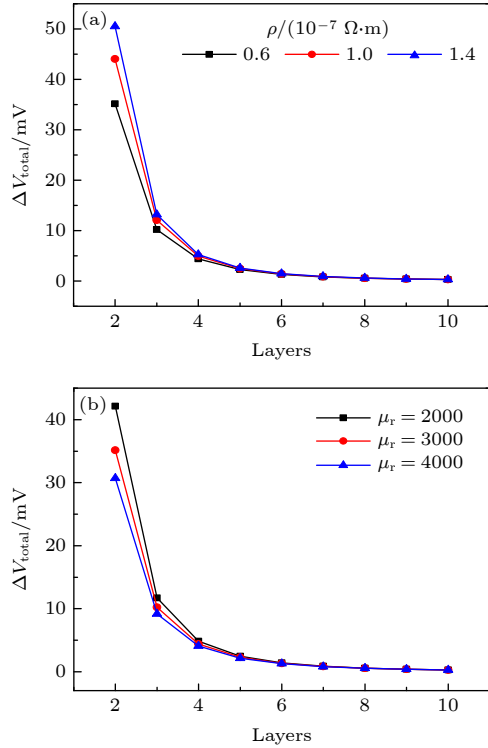 (a)
ρ/(10⁻⁷ Ω·m)
0.6 1.0 1.4
50
40
30
20
10
0
ΔV_total/mV
2 4 6 8 10
Layers
(b)
μ_r = 2000
μ_r = 3000
μ_r = 4000
40
30
20
10
0
ΔV_total/mV
2 4 6 8 10
Layers